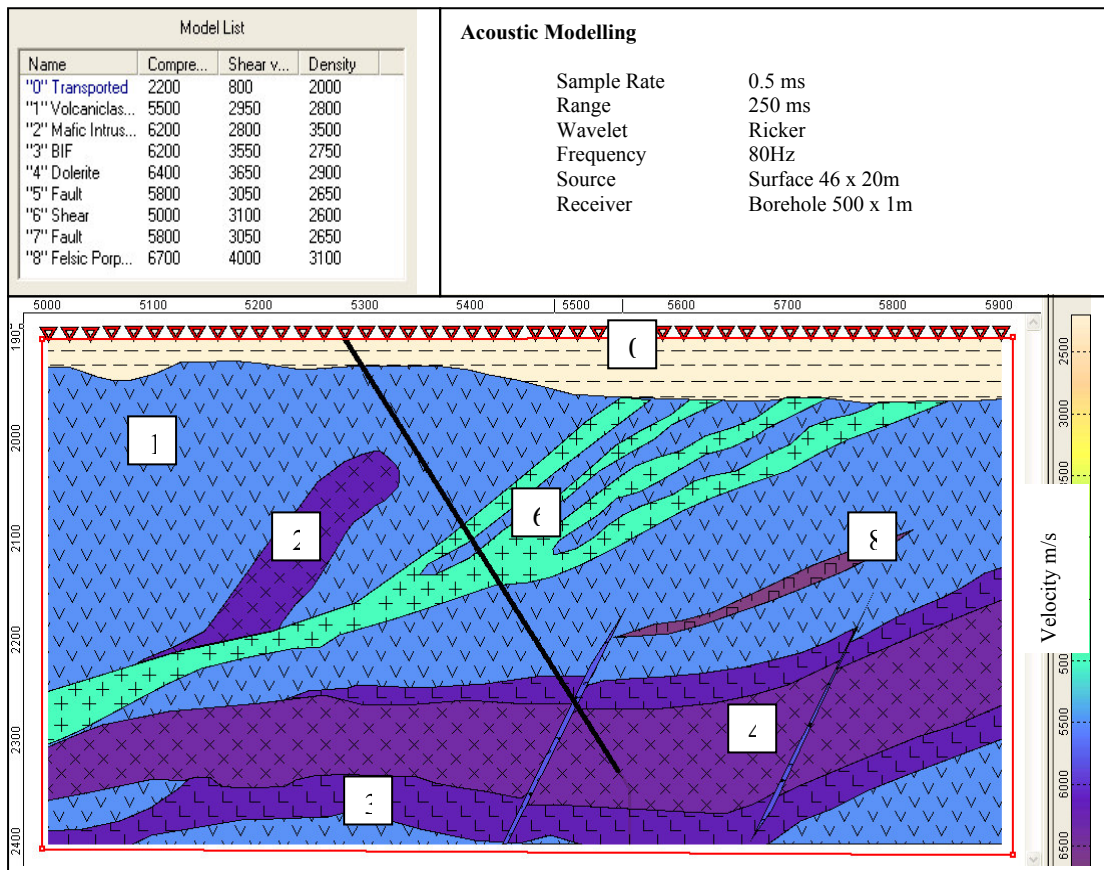 Model List
Name Compre... Shear v... Density
"0" Transported 2200 800 2000
"1" Volcaniclas... 5500 2950 2800
"2" Mafic Intrus... 6200 2800 3500
"3" BIF 6200 3550 2750
"4" Dolerite 6400 3650 2900
"5" Fault 5800 3050 2650
"6" Shear 5000 3100 2600
"7" Fault 5800 3050 2650
"8" Felsic Porp... 6700 4000 3100
Acoustic Modelling
Sample Rate 0.5 ms
Range 250 ms
Wavelet Ricker
Frequency 80Hz
Source Surface 46 x 20m
Receiver Borehole 500 x 1m
5000 5100 5200 5300 5400 5500 5600 5700 5800 5900
2000
2100
2200
2300
2400
1
2
6
8
4
3
2500
3000
Velocity m/s
5500
6000
6500